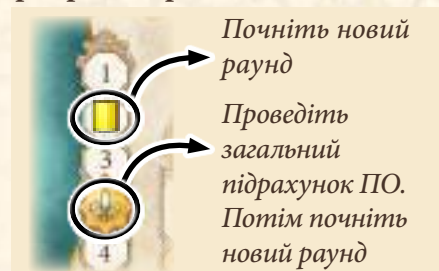 1
3
4
Почніть новий
раунд
Проведіть
загальний
підрахунок ПО.
Потім почніть
новий раунд